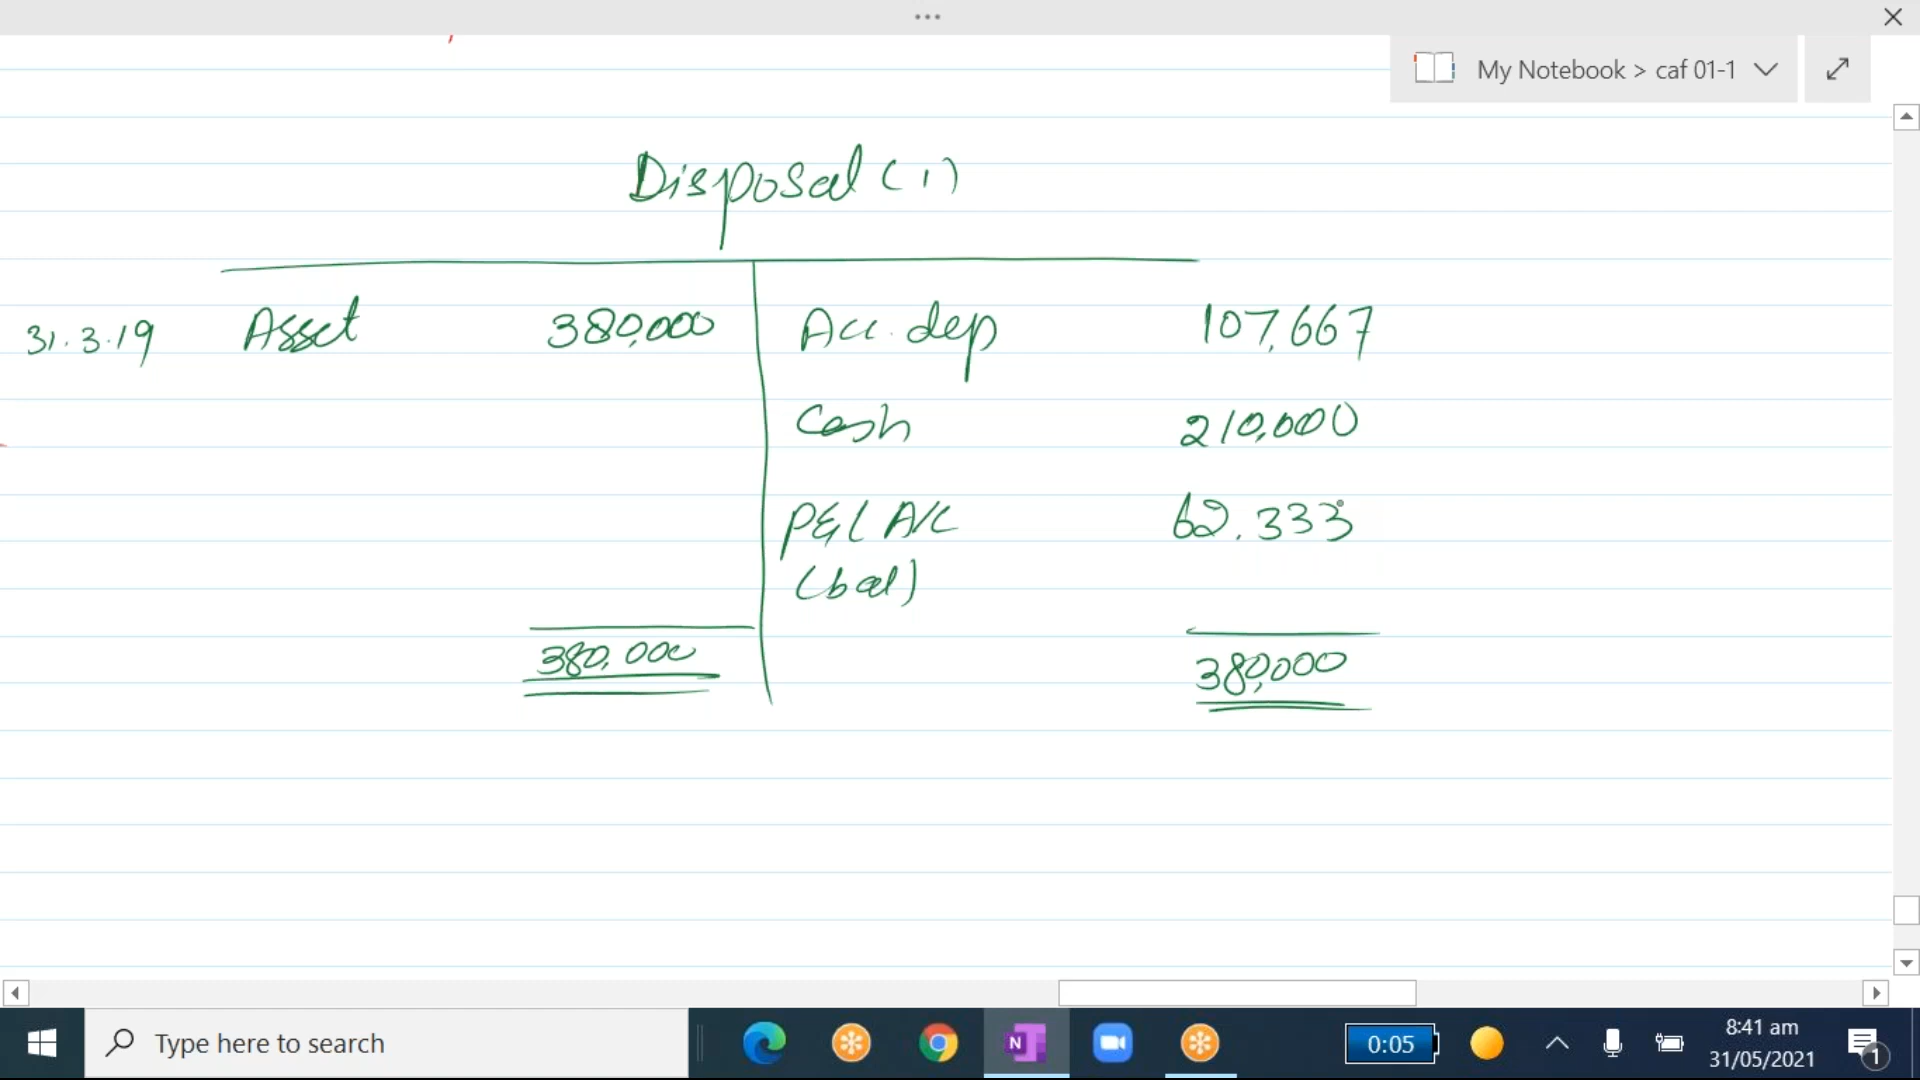 My Notebook > caf 01-1
Disposal (1)
31.3.19 Asset 380,000 Acc. dep 107,667
Cash 210,000
P&L A/C 62.333
(bal)
380,000 380,000
Type here to search
N
0:05
8:41 am
31/05/2021
1